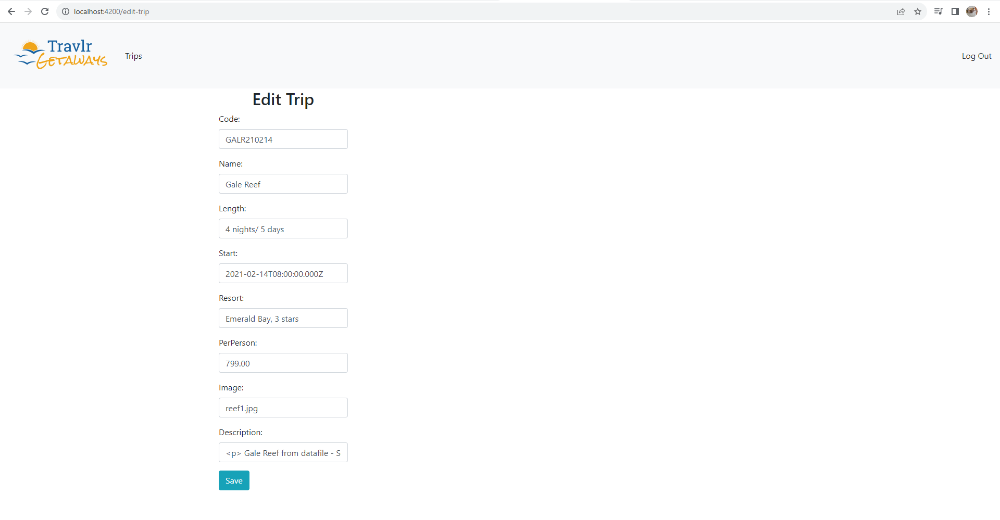 localhost:4200/edit-trip
Travlr
Getaways
Trips
Log Out
Edit Trip
Code:
GALR210214
Name:
Gale Reef
Length:
4 nights/ 5 days
Start:
2021-02-14T08:00:00.000Z
Resort:
Emerald Bay, 3 stars
PerPerson:
799.00
Image:
reef1.jpg
Description:
<p> Gale Reef from datafile - S
Save